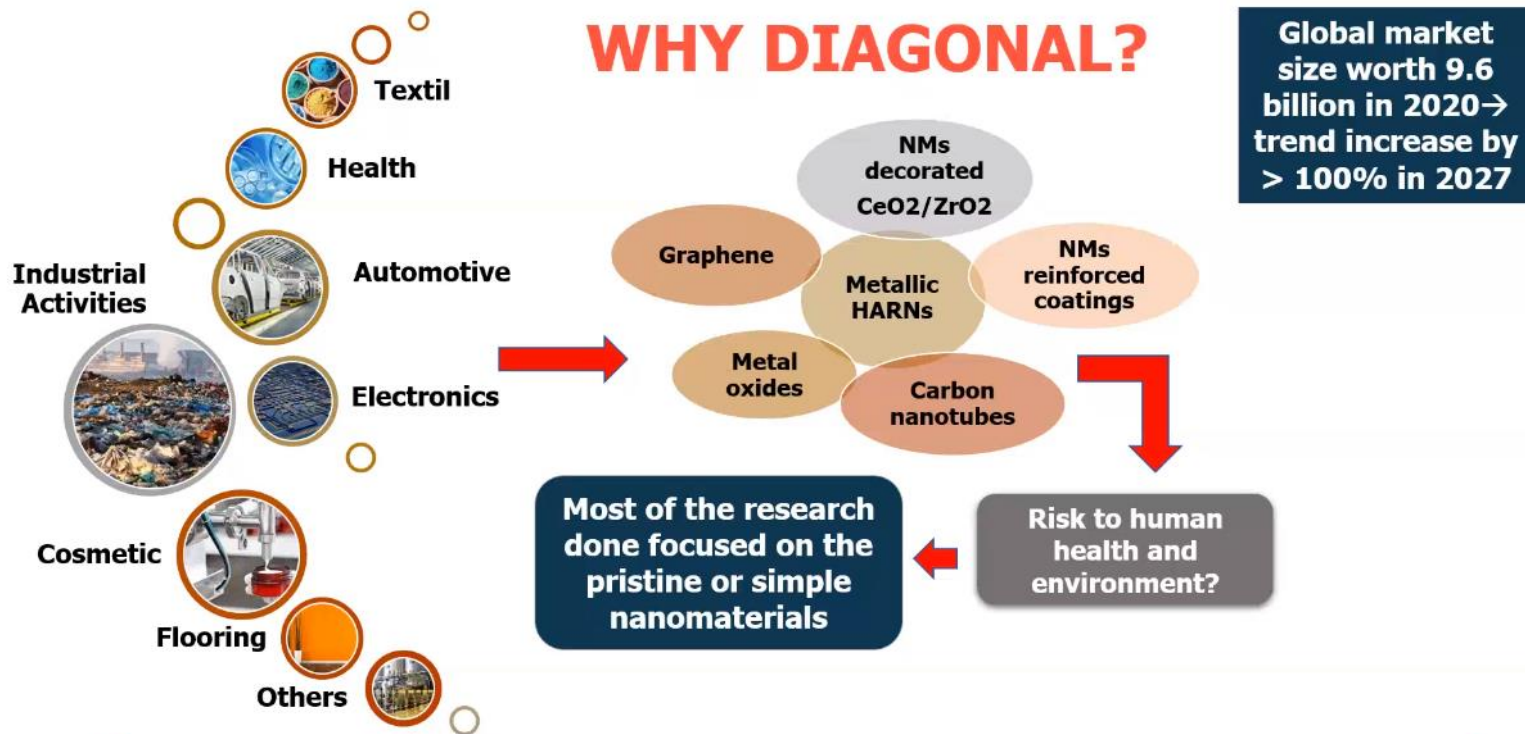 WHY DIAGONAL?
Global market
size worth 9.6
billion in 2020→
trend increase by
> 100% in 2027
Textil
Health
Industrial
Activities
Automotive
Electronics
Cosmetic
Flooring
Others
NMs
decorated
CeO2/ZrO2
Graphene
Metallic
HARNs
NMs
reinforced
coatings
Metal
oxides
Carbon
nanotubes
Most of the research
done focused on the
pristine or simple
nanomaterials
Risk to human
health and
environment?